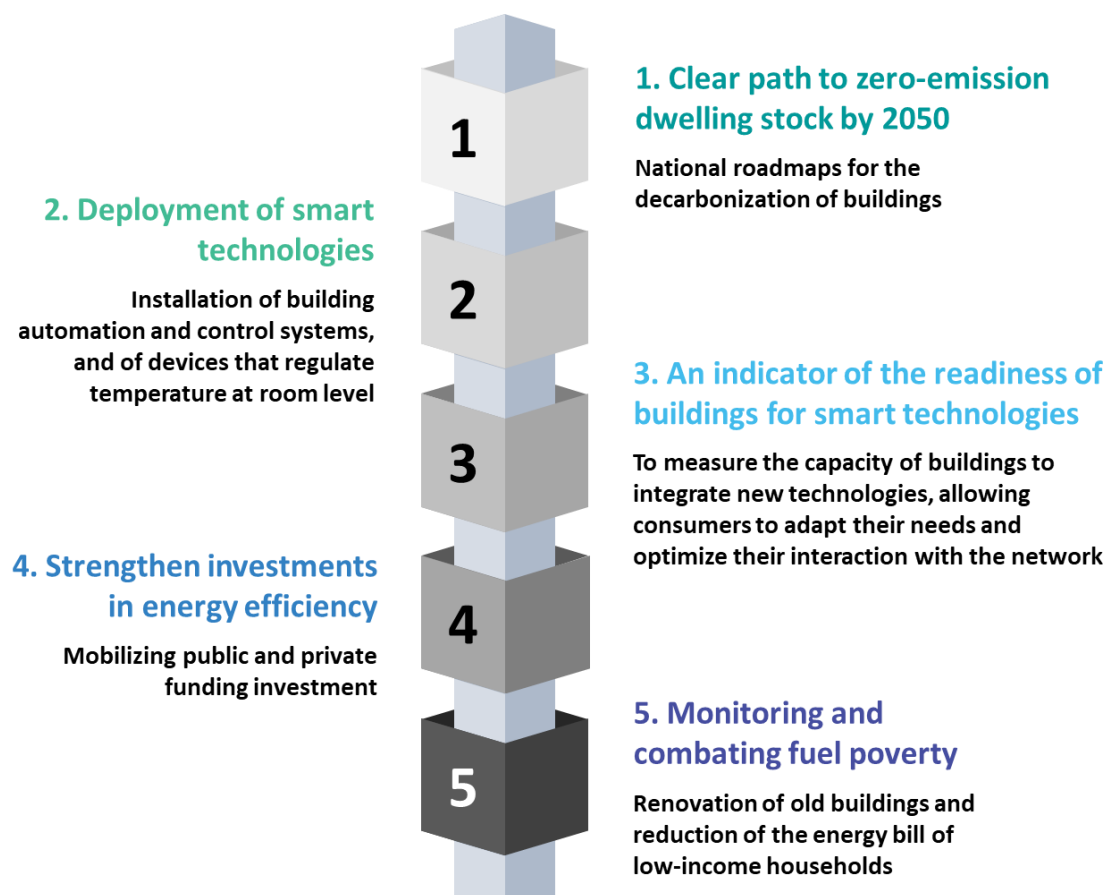 1
1. Clear path to zero-emission
dwelling stock by 2050
National roadmaps for the
decarbonization of buildings
2. Deployment of smart
technologies
Installation of building
automation and control systems,
and of devices that regulate
temperature at room level
2
3
3. An indicator of the readiness of
buildings for smart technologies
To measure the capacity of buildings to
integrate new technologies, allowing
consumers to adapt their needs and
optimize their interaction with the network
4. Strengthen investments
in energy efficiency
Mobilizing public and private
funding investment
4
5
5. Monitoring and
combating fuel poverty
Renovation of old buildings and
reduction of the energy bill of
low-income households